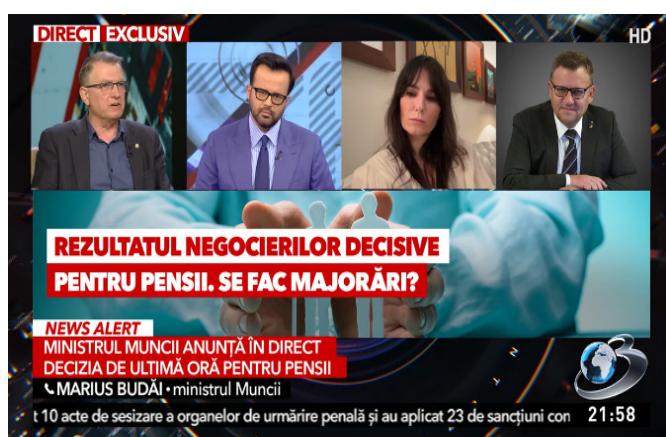 DIRECT EXCLUSIV
HD
REZULTATUL NEGOCIERILOR DECISIVE
PENTRU PENSII. SE FAC MAJORĂRI?
NEWS ALERT
MINISTRUL MUNCII ANUNȚĂ ÎN DIRECT
DECIZIA DE ULTIMĂ ORĂ PENTRU PENSII
MARIUS BUDĂI • ministrul Muncii
t 10 acte de sesizare a organelor de urmărire penală și au aplicat 23 de sancțiuni con
21:58